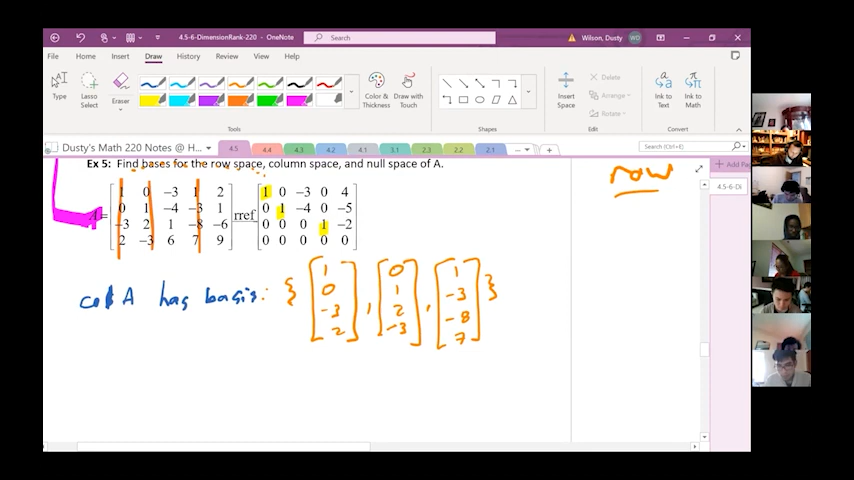 4.5-6-DimensionRank-220 - OneNote
Search
Wilson, Dusty WD
File Home Insert Draw History Review View Help
Type Lasso Select Eraser
Color & Thickness Draw with Touch
Insert Space
Delete
Arrange
Rotate
Ink to Text Ink to Math
Tools Shapes Edit Convert
Dusty's Math 220 Notes @ H... 4.5 4.4 4.3 4.2 4.1 3.1 2.3 2.2 2.1 +
Search (Ctrl+E)
Ex 5: Find bases for the row space, column space, and null space of A.
row
Add Pa
4.5-6-Di
1 0 -3 1 2 1 0 -3 0 4
0 1 -4 -3 1 0 1 -4 0 -5
A = rref
-3 2 1 -8 -6 0 0 0 1 -2
2 -3 6 7 9 0 0 0 0 0
col A has basis: { [1 0 -3 2], [0 1 2 -3], [1 -3 -8 7] }